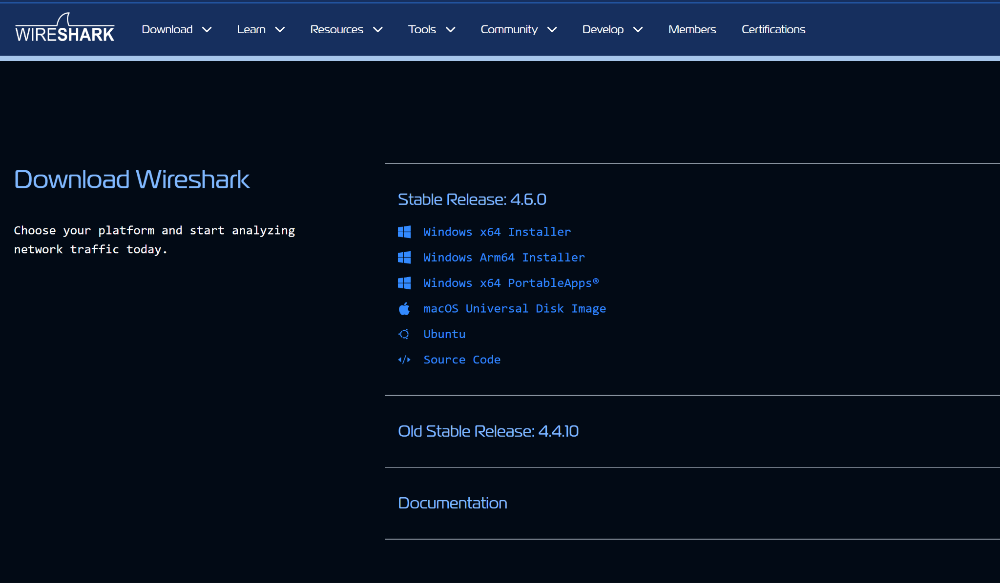 WIRESHARK
Download
Learn
Resources
Tools
Community
Develop
Members
Certifications
Download Wireshark
Choose your platform and start analyzing
network traffic today.
Stable Release: 4.6.0
Windows x64 Installer
Windows Arm64 Installer
Windows x64 PortableApps®
macOS Universal Disk Image
Ubuntu
Source Code
Old Stable Release: 4.4.10
Documentation